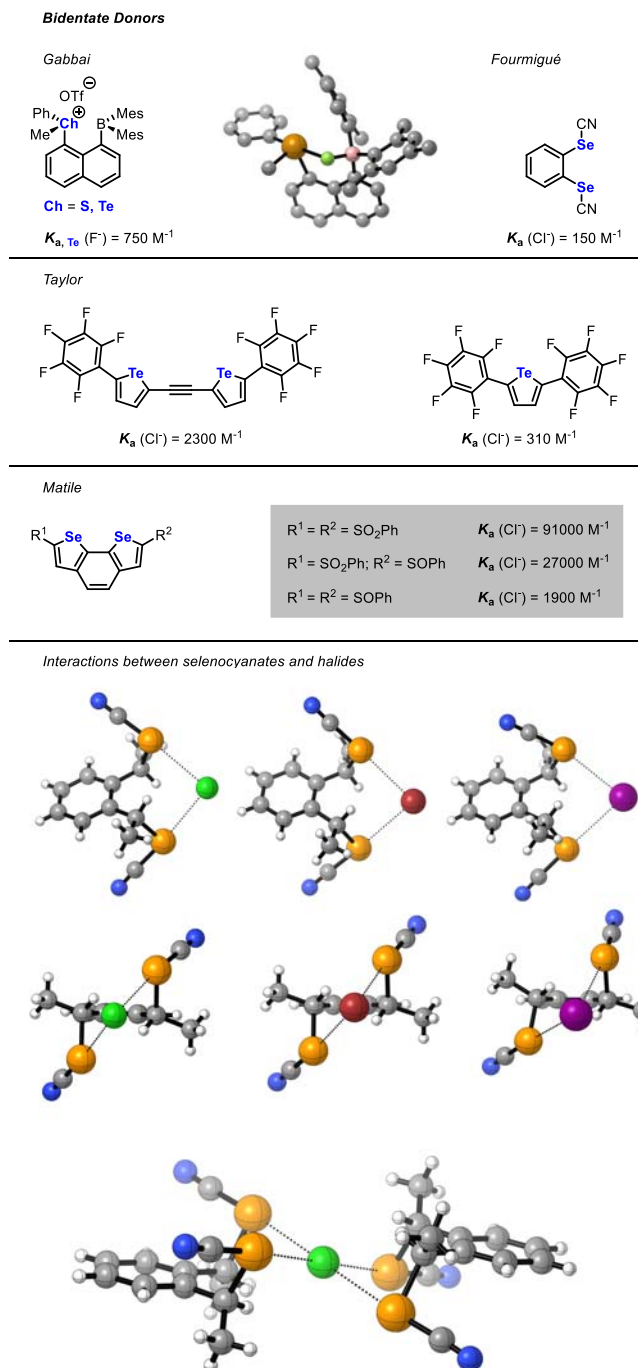 Bidentate Donors
Gabbai
Fourmigué
OTf ⊖
Ph ⊕
Ch B Mes
Me Mes
CN
Se
Se
CN
Ch = S, Te
Ka, Te (F-) = 750 M-1
Ka (Cl-) = 150 M-1
Taylor
F F F F F Te Te F F F F F
F F F F F Te F F F F F
Ka (Cl-) = 2300 M-1
Ka (Cl-) = 310 M-1
Matile
R1 Se Se R2
R1 = R2 = SO2Ph Ka (Cl-) = 91000 M-1
R1 = SO2Ph; R2 = SOPh Ka (Cl-) = 27000 M-1
R1 = R2 = SOPh Ka (Cl-) = 1900 M-1
Interactions between selenocyanates and halides